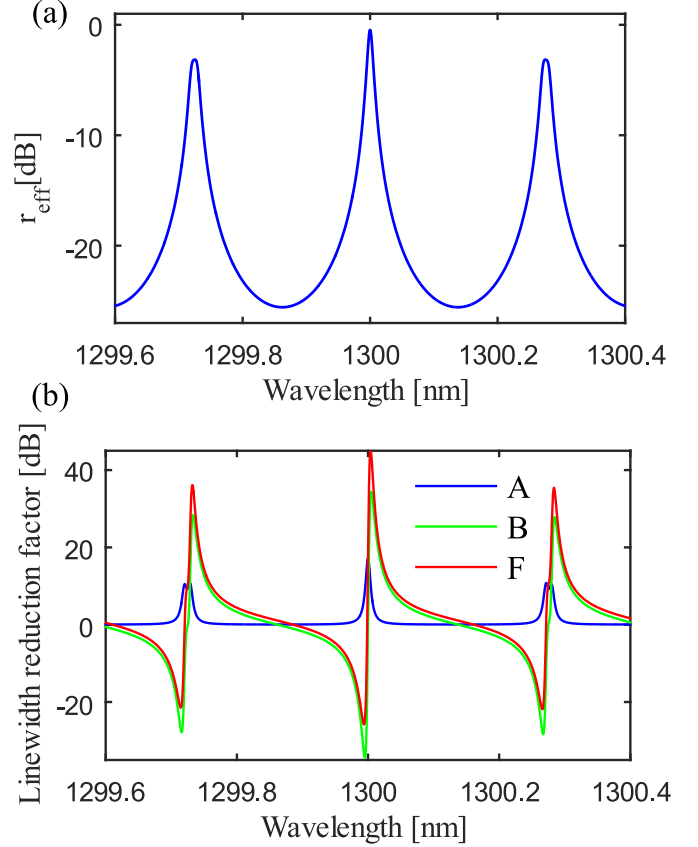 (a)
0
-10
-20
r_eff[dB]
1299.6 1299.8 1300 1300.2 1300.4
Wavelength [nm]
(b)
40
20
0
-20
Linewidth reduction factor [dB]
A
B
F
1299.6 1299.8 1300 1300.2 1300.4
Wavelength [nm]